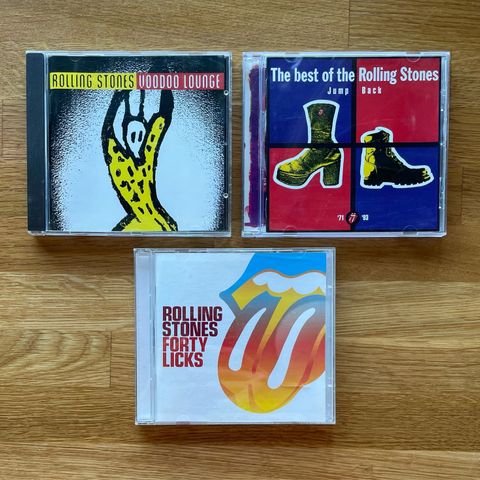 ROLLING STONES VOODOO LOUNGE
The best of the Rolling Stones
Jump Back
'71 '93
ROLLING
STONES
FORTY
LICKS